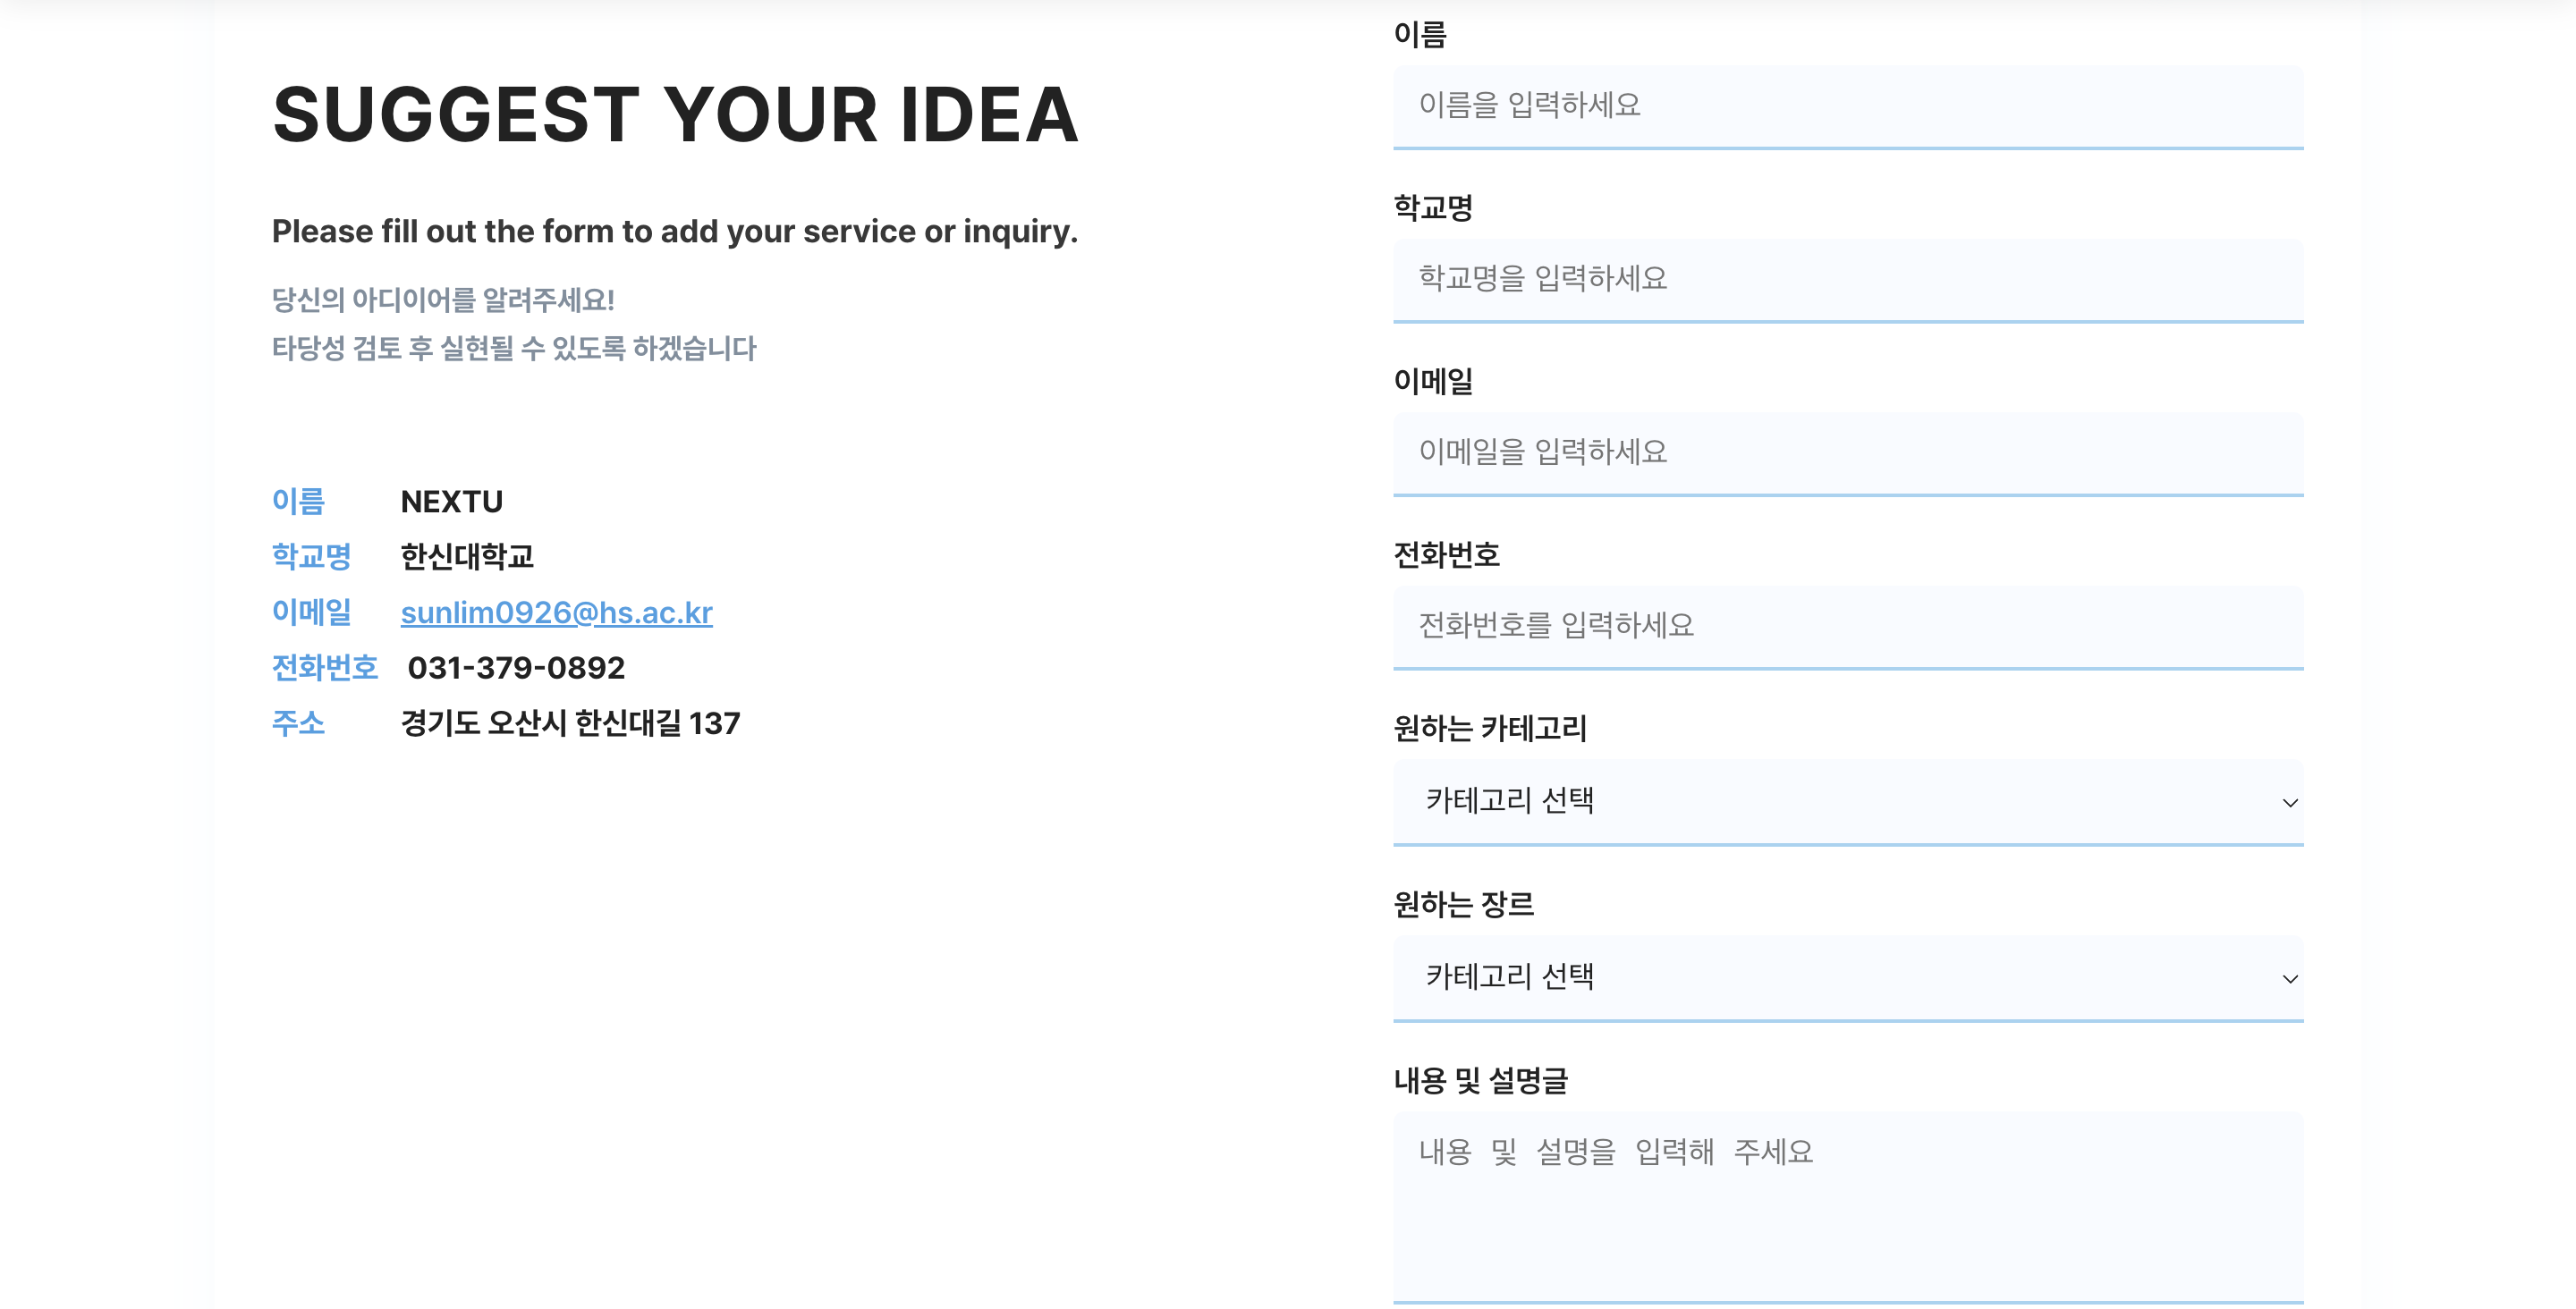 SUGGEST YOUR IDEA
Please fill out the form to add your service or inquiry.
당신의 아디이어를 알려주세요!
타당성 검토 후 실현될 수 있도록 하겠습니다
이름 NEXTU
학교명 한신대학교
이메일 sunlim0926@hs.ac.kr
전화번호 031-379-0892
주소 경기도 오산시 한신대길 137
이름
이름을 입력하세요
학교명
학교명을 입력하세요
이메일
이메일을 입력하세요
전화번호
전화번호를 입력하세요
원하는 카테고리
카테고리 선택
원하는 장르
카테고리 선택
내용 및 설명글
내용 및 설명을 입력해 주세요